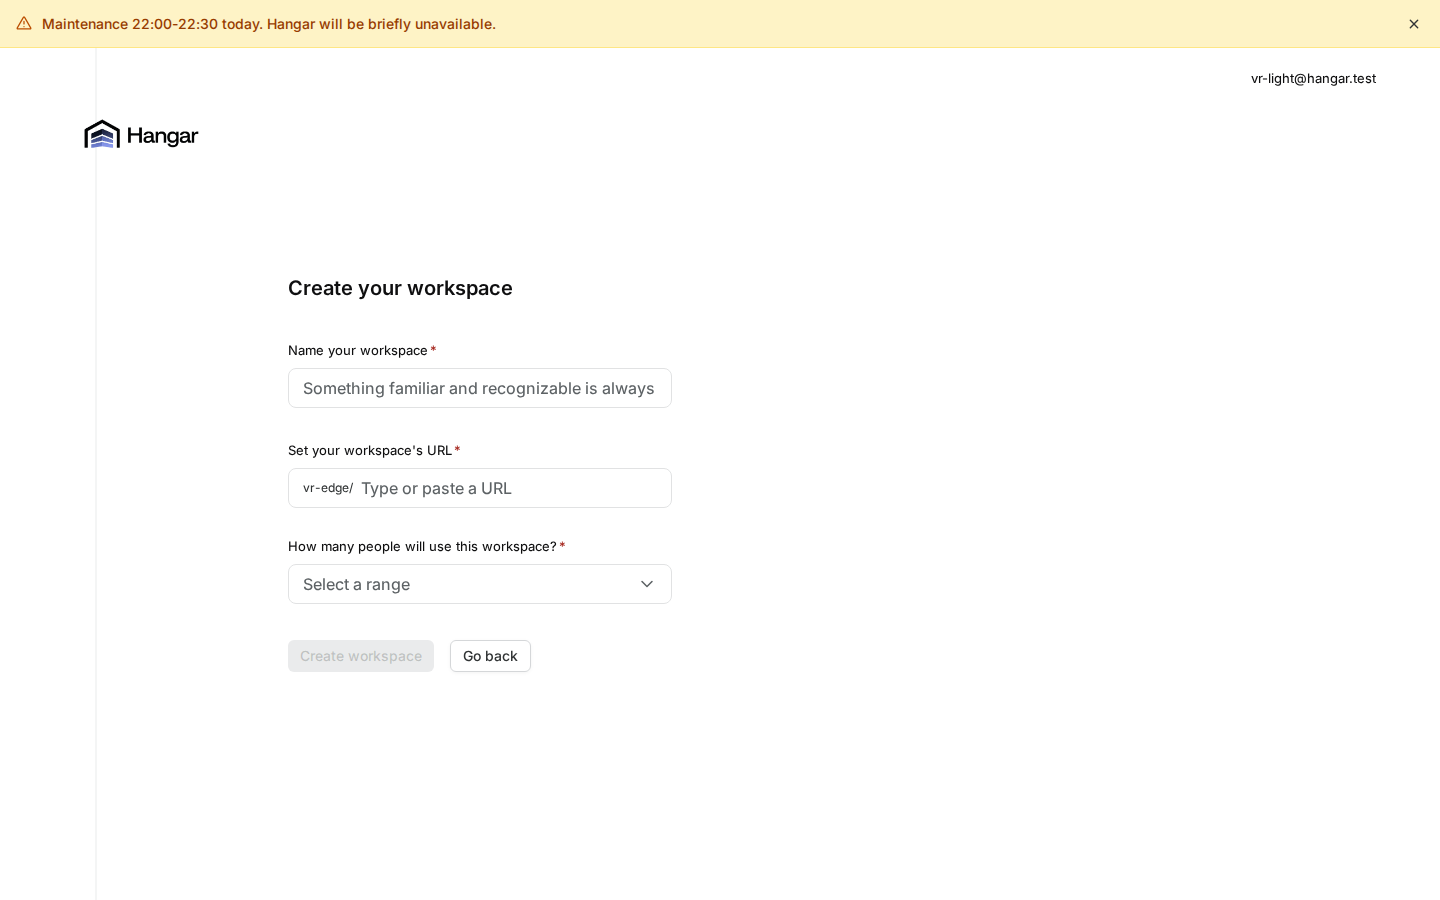 Maintenance 22:00-22:30 today. Hangar will be briefly unavailable.
vr-light@hangar.test
Hangar
Create your workspace
Name your workspace*
Something familiar and recognizable is always
Set your workspace's URL*
vr-edge/ Type or paste a URL
How many people will use this workspace?*
Select a range
Create workspace Go back